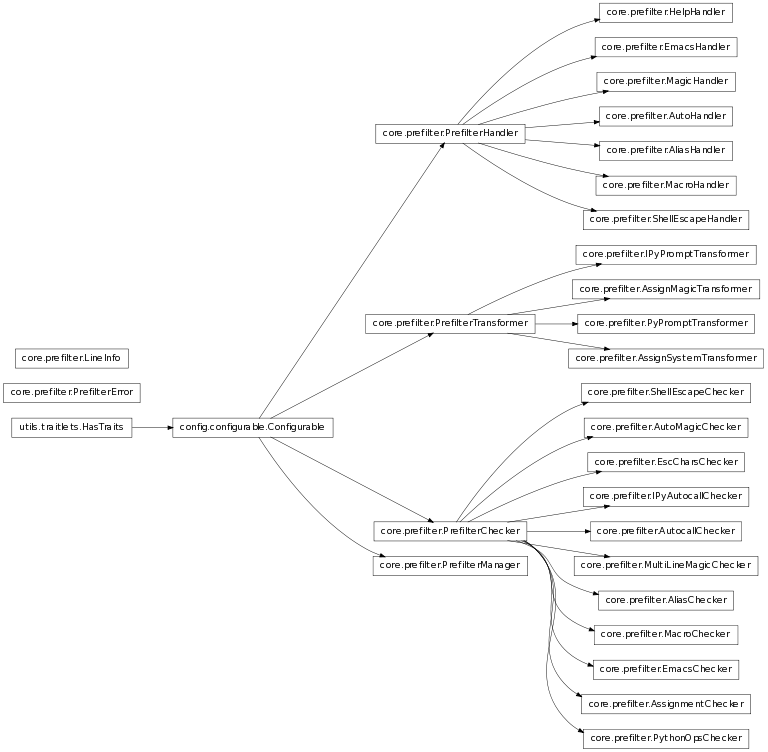 core.prefilter.HelpHandler
core.prefilter.EmacsHandler
core.prefilter.MagicHandler
core.prefilter.AutoHandler
core.prefilter.PrefilterHandler
core.prefilter.AliasHandler
core.prefilter.MacroHandler
core.prefilter.ShellEscapeHandler
core.prefilter.IPyPromptTransformer
core.prefilter.AssignMagicTransformer
core.prefilter.PrefilterTransformer
core.prefilter.PyPromptTransformer
core.prefilter.LineInfo
core.prefilter.AssignSystemTransformer
core.prefilter.PrefilterError
core.prefilter.ShellEscapeChecker
utils.traitlets.HasTraits
config.configurable.Configurable
core.prefilter.AutoMagicChecker
core.prefilter.EscCharsChecker
core.prefilter.IPyAutocallChecker
core.prefilter.PrefilterChecker
core.prefilter.AutocallChecker
core.prefilter.PrefilterManager
core.prefilter.MultiLineMagicChecker
core.prefilter.AliasChecker
core.prefilter.MacroChecker
core.prefilter.EmacsChecker
core.prefilter.AssignmentChecker
core.prefilter.PythonOpsChecker